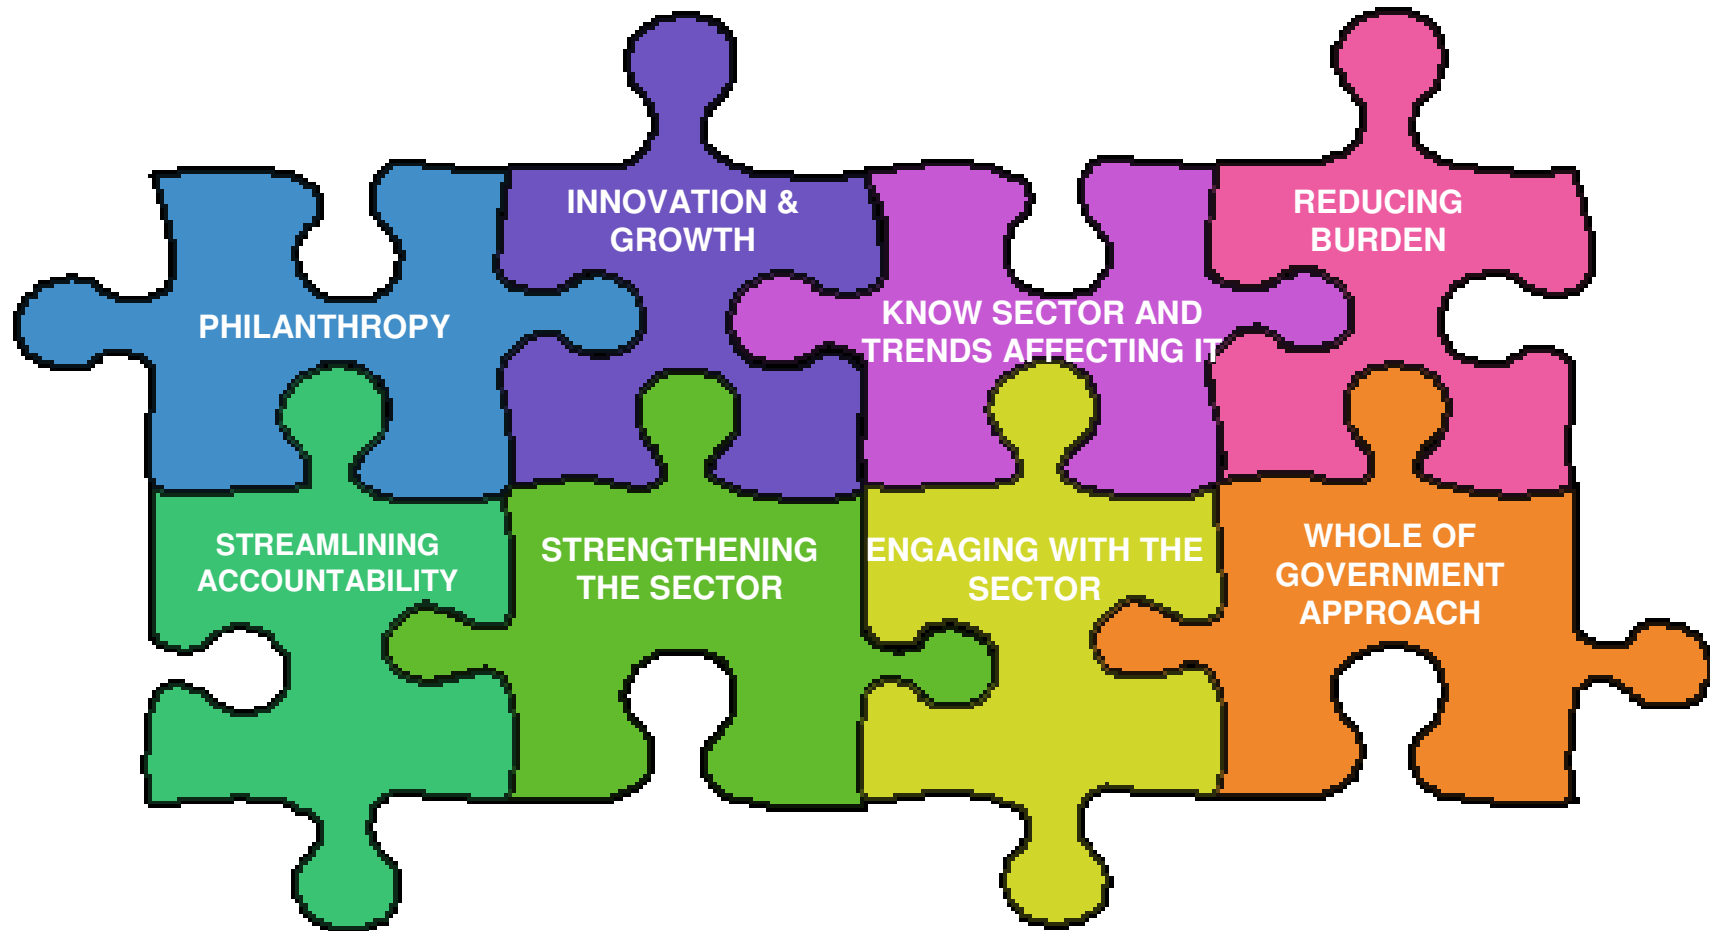 INNOVATION &
GROWTH
REDUCING
BURDEN
PHILANTHROPY
KNOW SECTOR AND
TRENDS AFFECTING IT
STREAMLINING
ACCOUNTABILITY
STRENGTHENING
THE SECTOR
ENGAGING WITH THE
SECTOR
WHOLE OF
GOVERNMENT
APPROACH